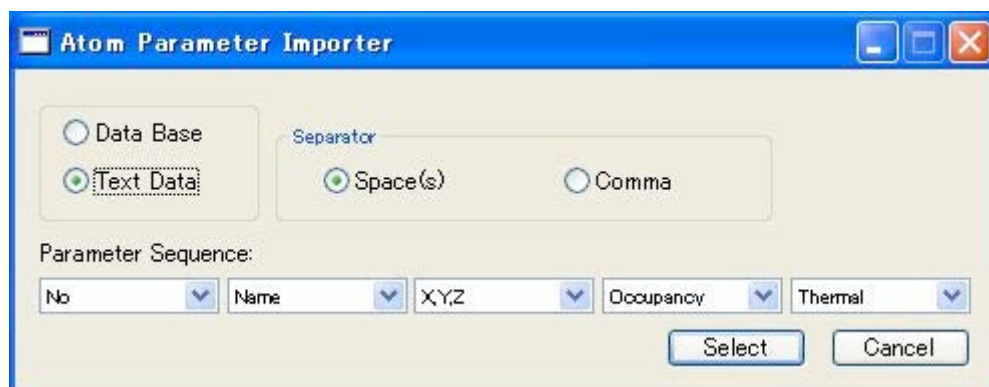 Atom Parameter Importer
Data Base
Separator
Text Data
Space(s)
Comma
Parameter Sequence:
No
Name
X,Y,Z
Occupancy
Thermal
Select
Cancel